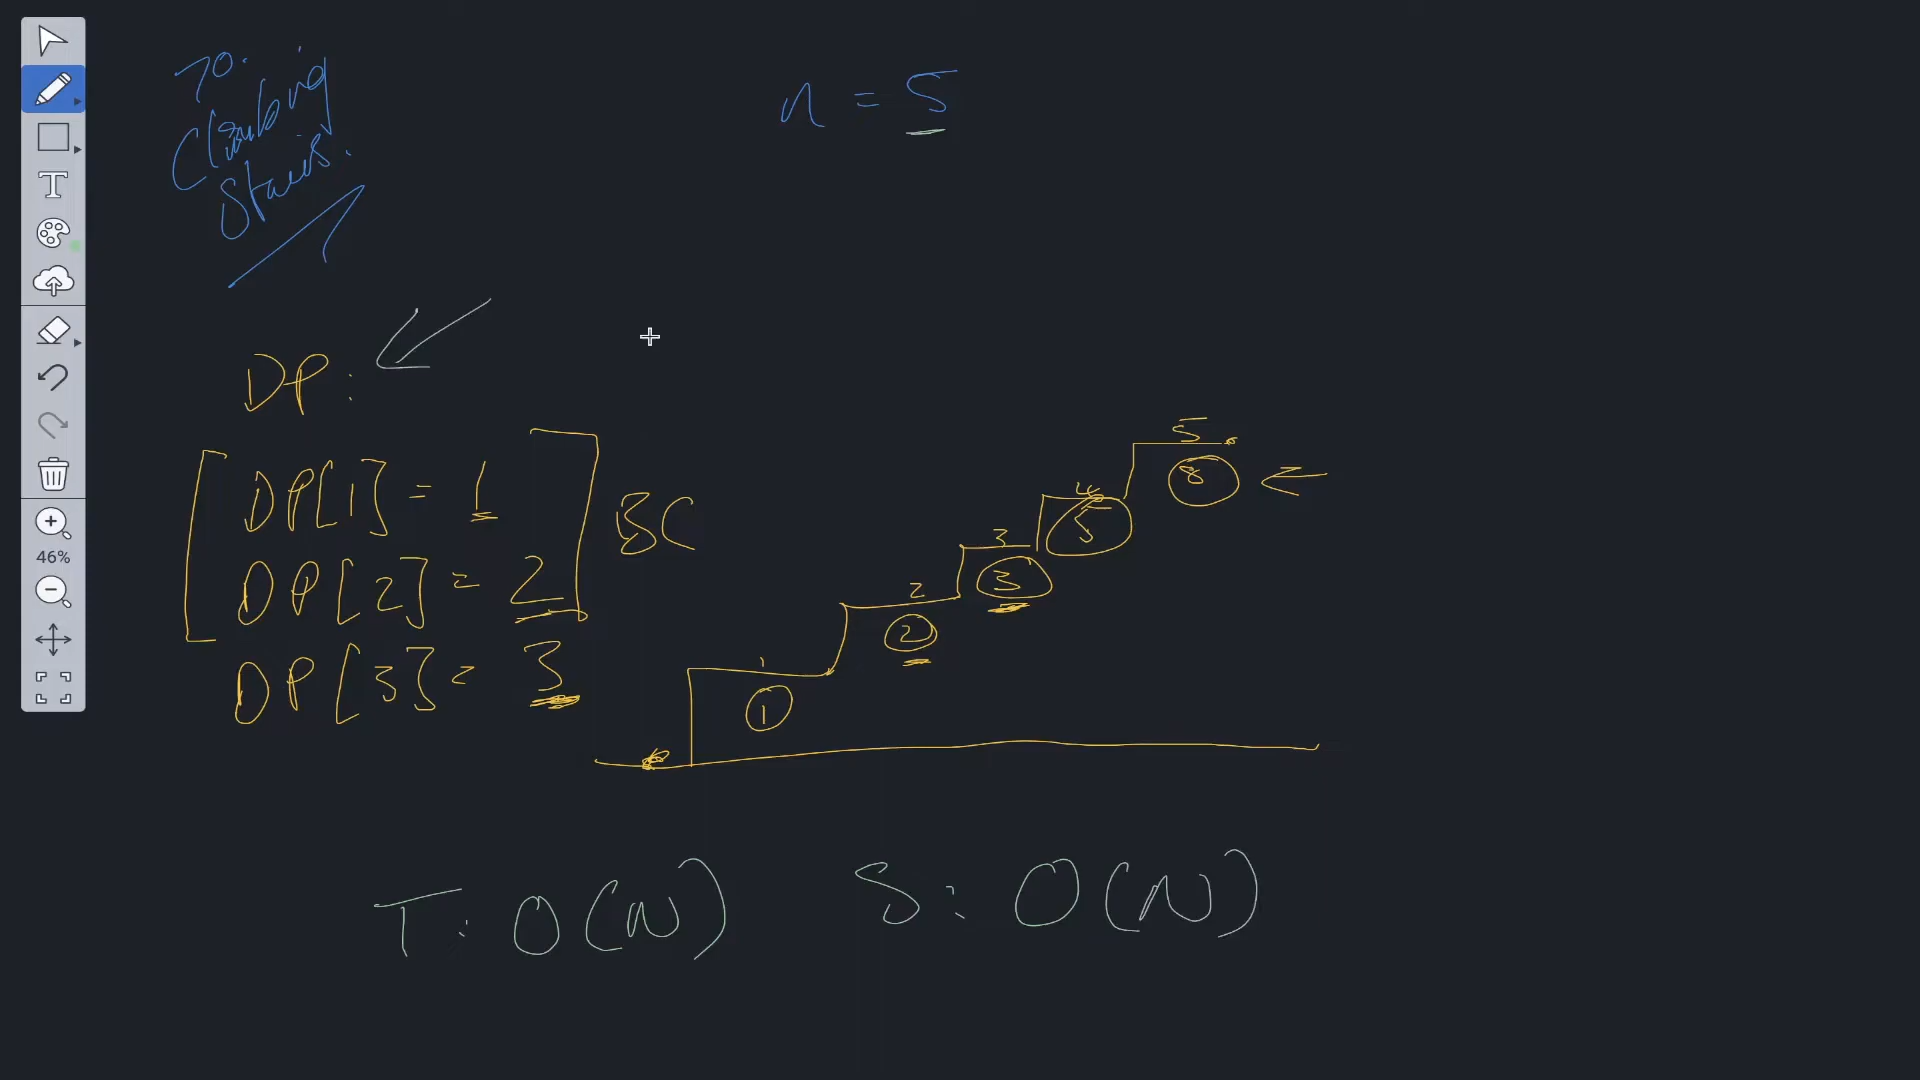 70.
Climbing
Stairs.
n = 5
DP:
DP[1] = 1
DP[2] = 2
BC
DP[3] = 3
5
8
4
5
3
3
2
2
1
1
T: O(N)
S: O(N)
T
46%